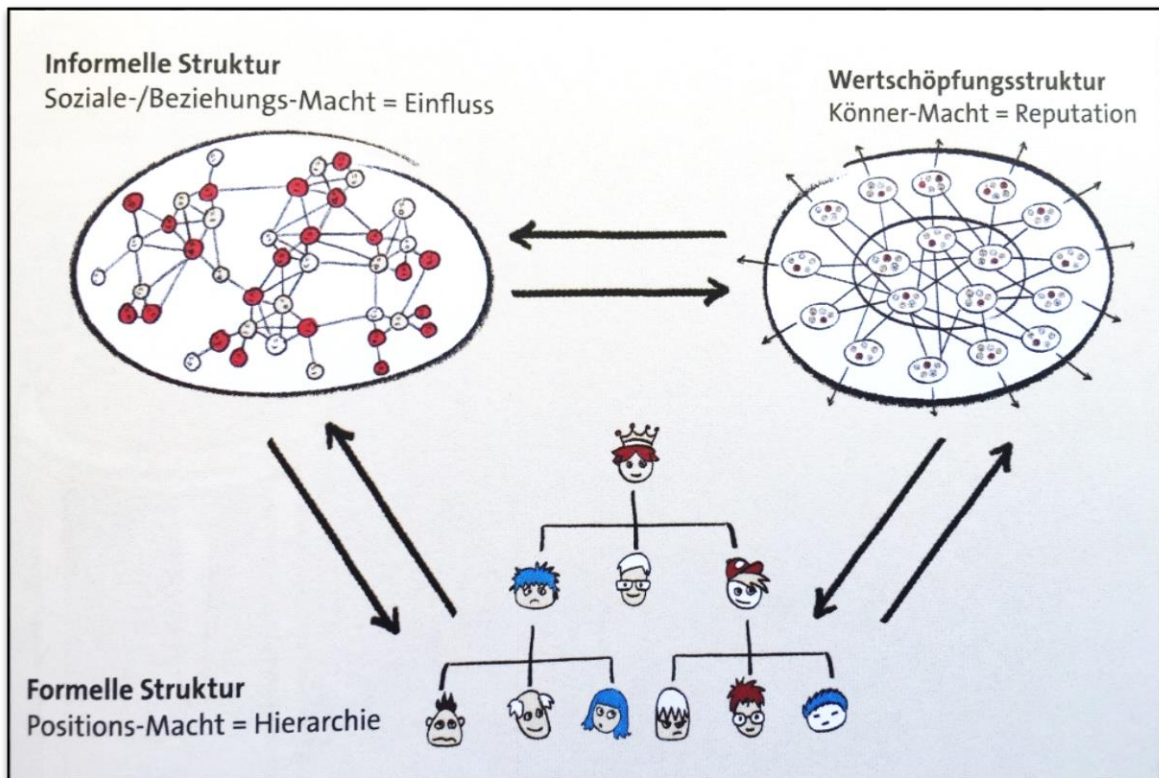 Informelle Struktur
Soziale-/Beziehungs-Macht = Einfluss
Wertschöpfungsstruktur
Könner-Macht = Reputation
Formelle Struktur
Positions-Macht = Hierarchie